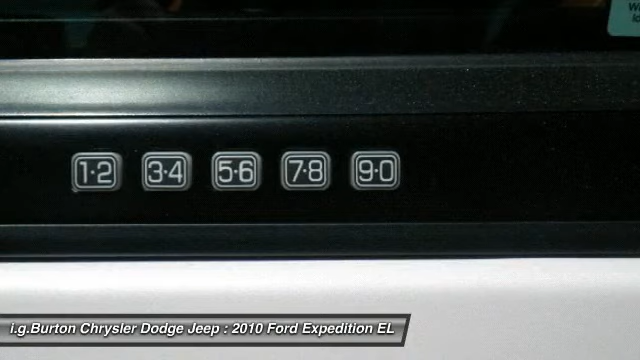 1·2 3·4 5·6 7·8 9·0
i.g.Burton Chrysler Dodge Jeep : 2010 Ford Expedition EL